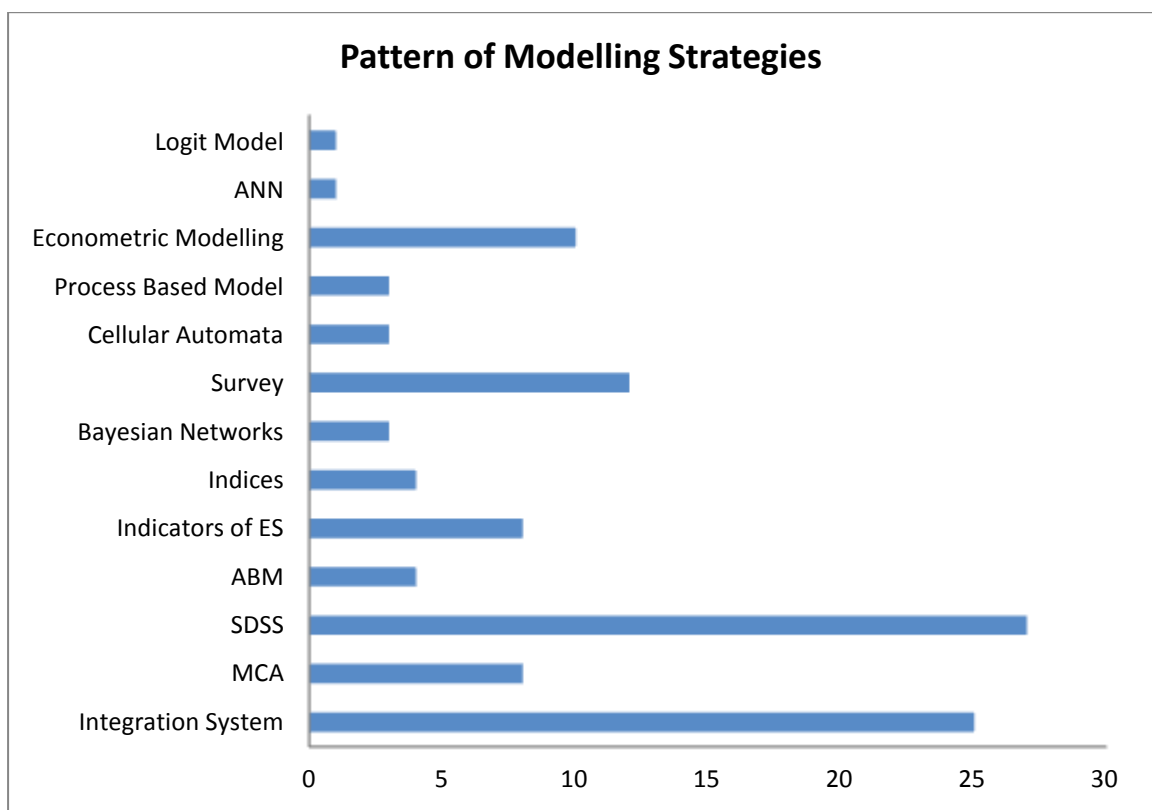 Pattern of Modelling Strategies
Logit Model
ANN
Econometric Modelling
Process Based Model
Cellular Automata
Survey
Bayesian Networks
Indices
Indicators of ES
ABM
SDSS
MCA
Integration System
0 5 10 15 20 25 30